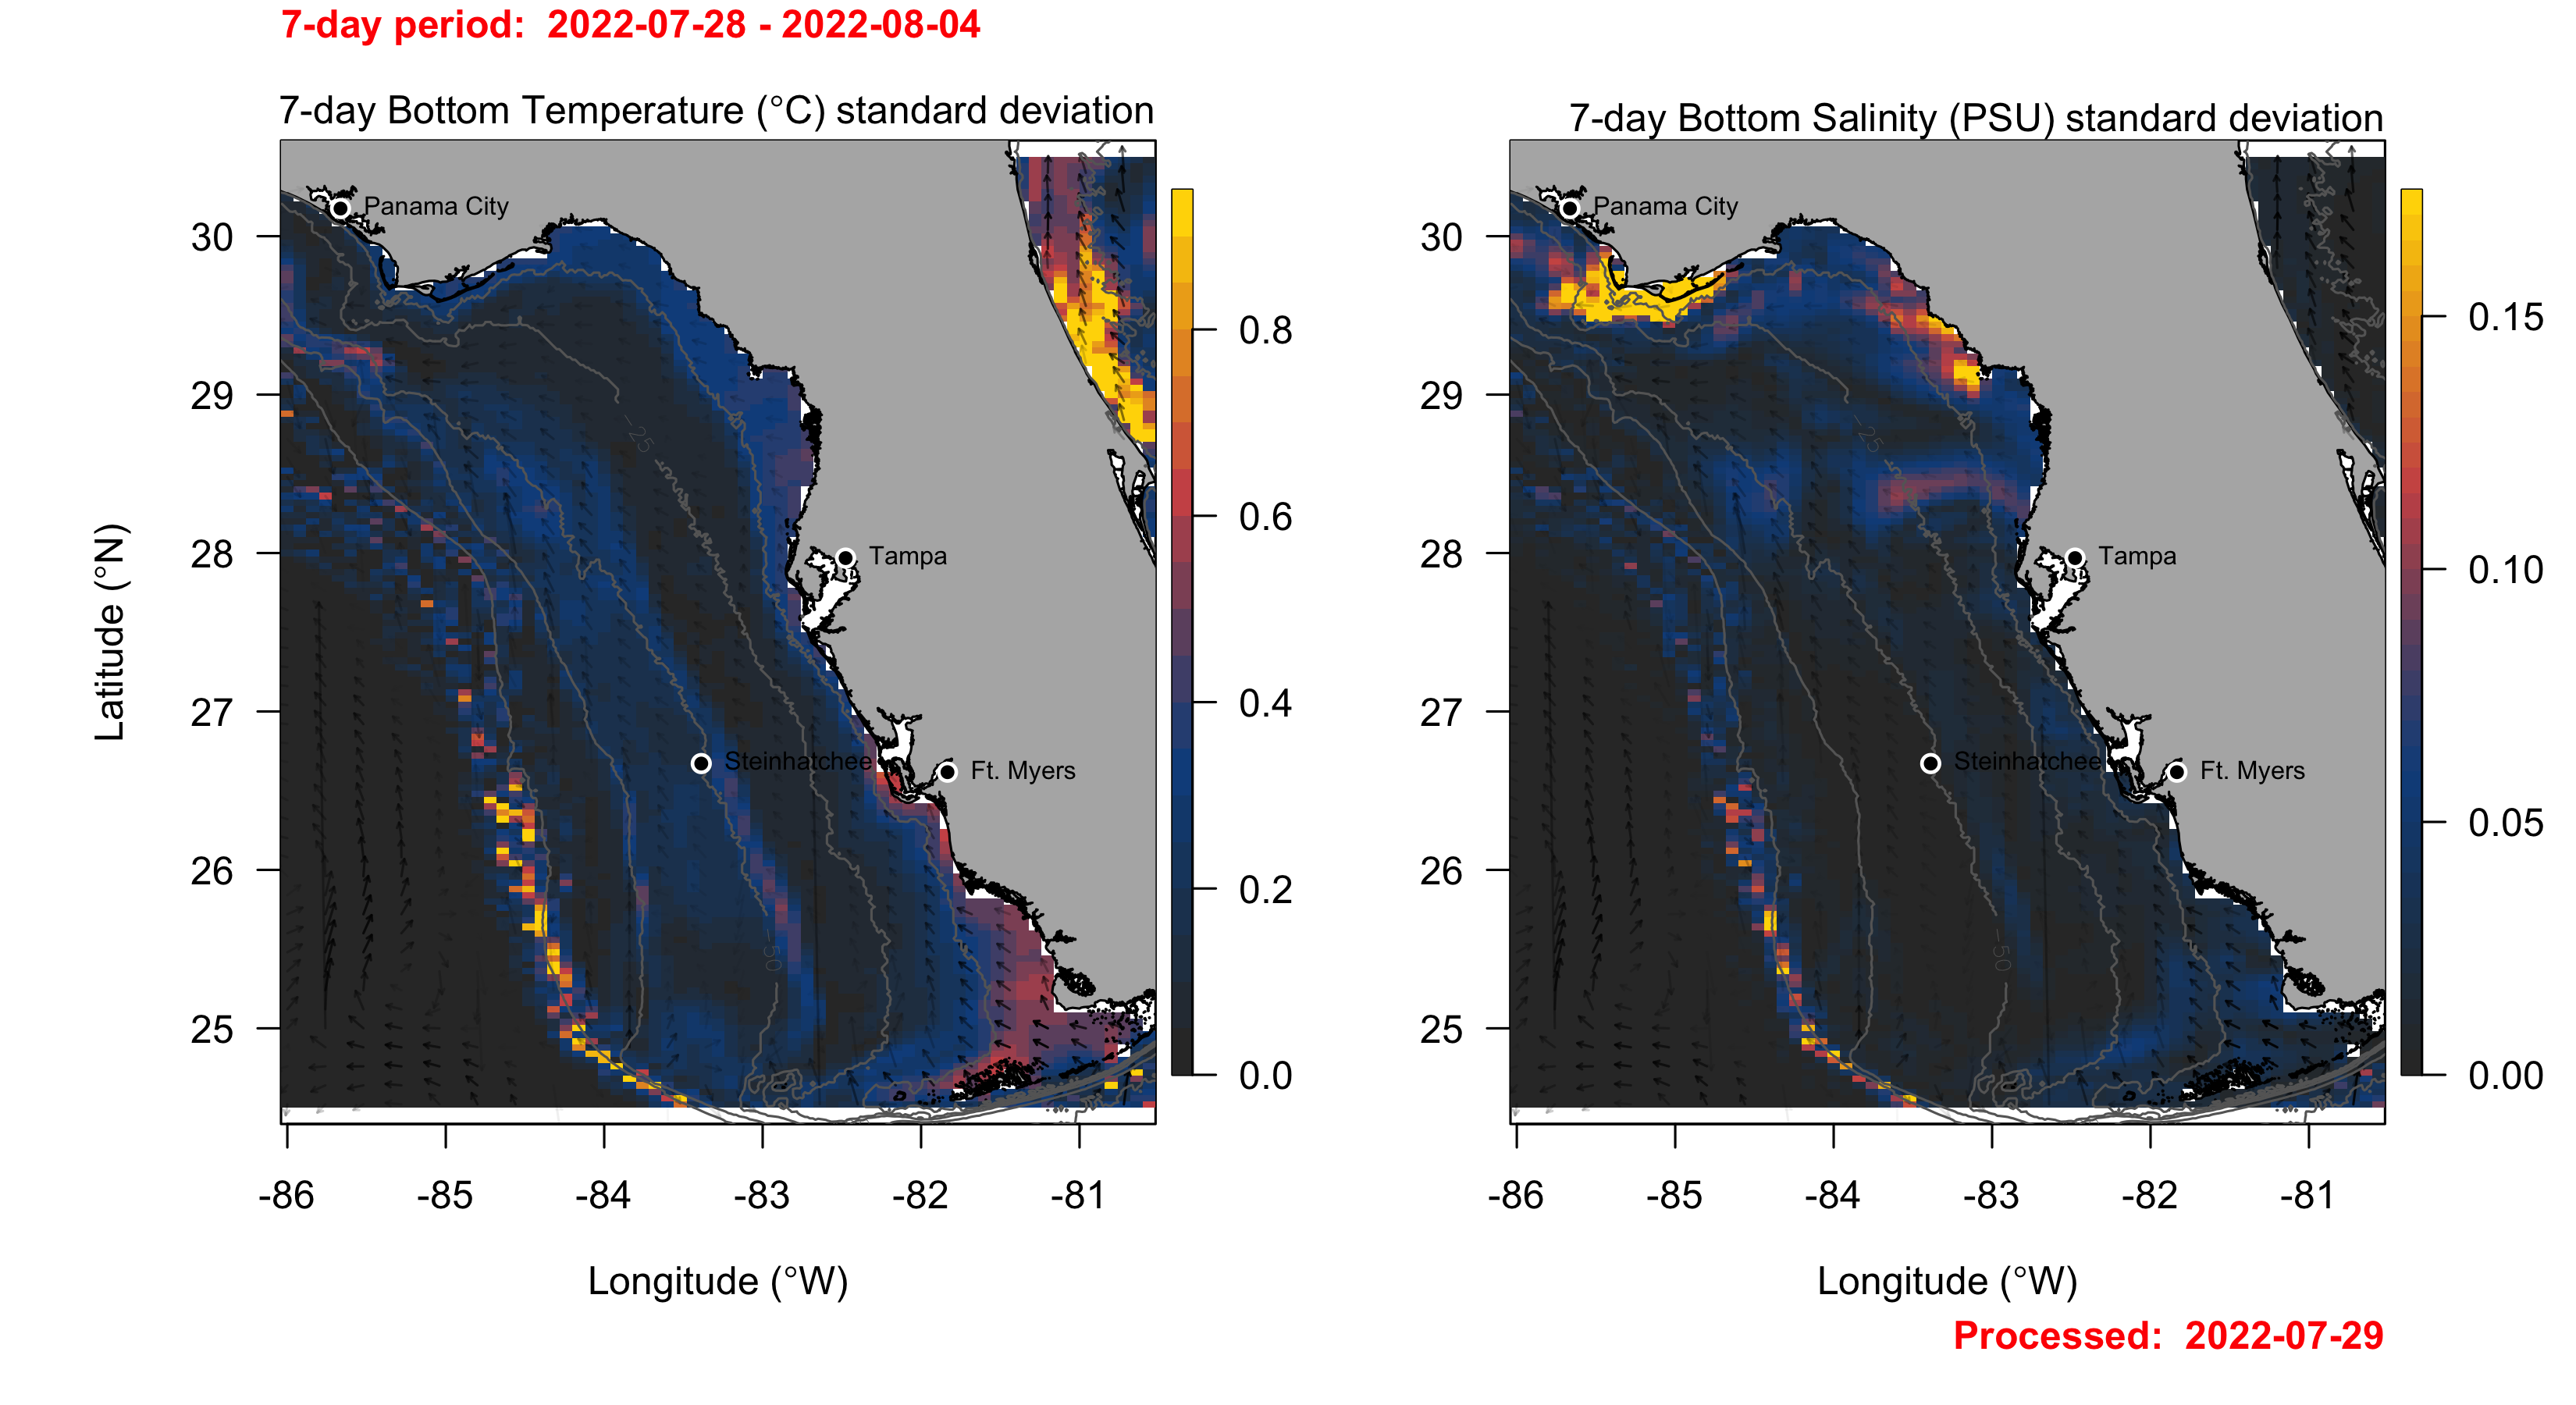 7-day period:  2022-07-28 - 2022-08-04
7-day Bottom Temperature (°C) standard deviation
Panama City
Tampa
Steinhatchee
Ft. Myers
-25
-50
30
29
28
27
26
25
Latitude (°N)
-86 -85 -84 -83 -82 -81
Longitude (°W)
0.8
0.6
0.4
0.2
0.0
7-day Bottom Salinity (PSU) standard deviation
Panama City
Tampa
Steinhatchee
Ft. Myers
-25
-50
30
29
28
27
26
25
-86 -85 -84 -83 -82 -81
Longitude (°W)
0.15
0.10
0.05
0.00
Processed:  2022-07-29